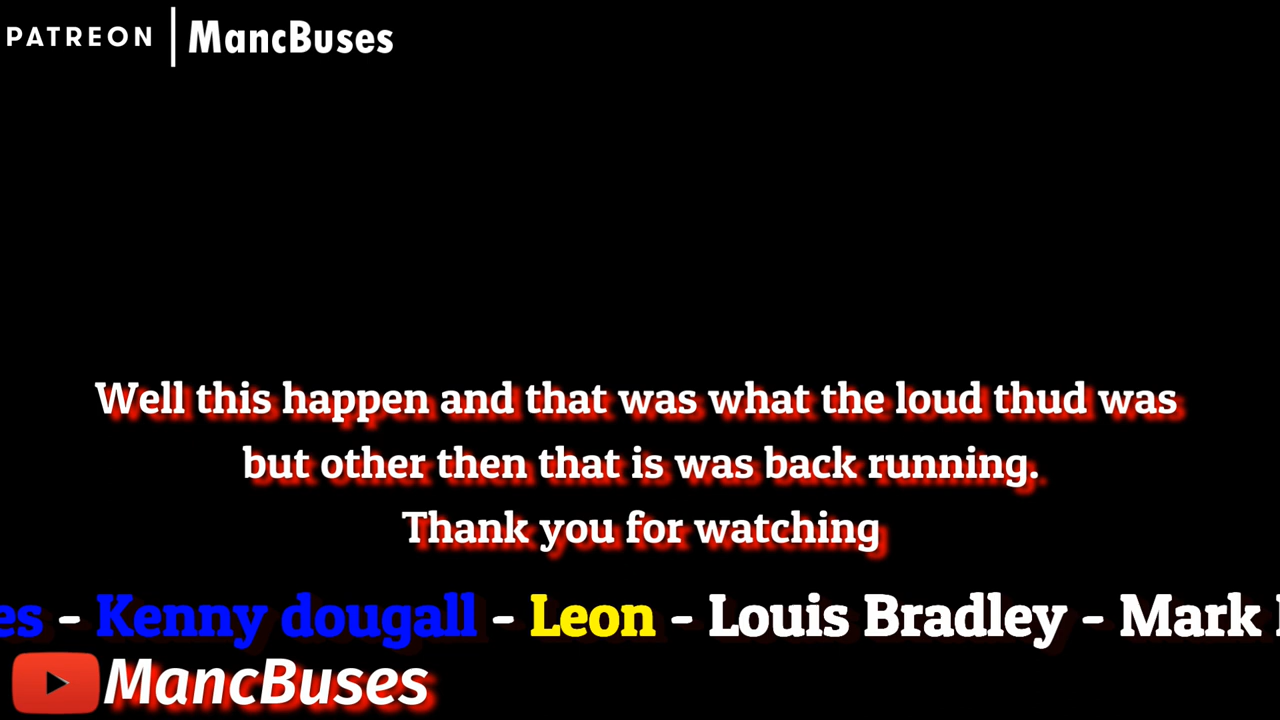 PATREON | MancBuses
Well this happen and that was what the loud thud was
but other then that is was back running.
Thank you for watching
es - Kenny dougall - Leon - Louis Bradley - Mark
MancBuses